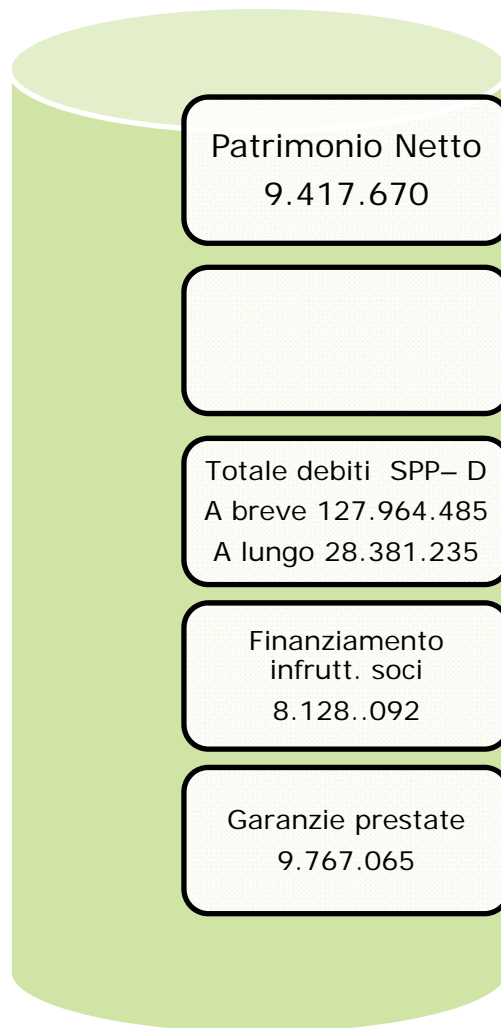 Patrimonio Netto
9.417.670
Totale debiti SPP– D
A breve 127.964.485
A lungo 28.381.235
Finanziamento
infrutt. soci
8.128..092
Garanzie prestate
9.767.065